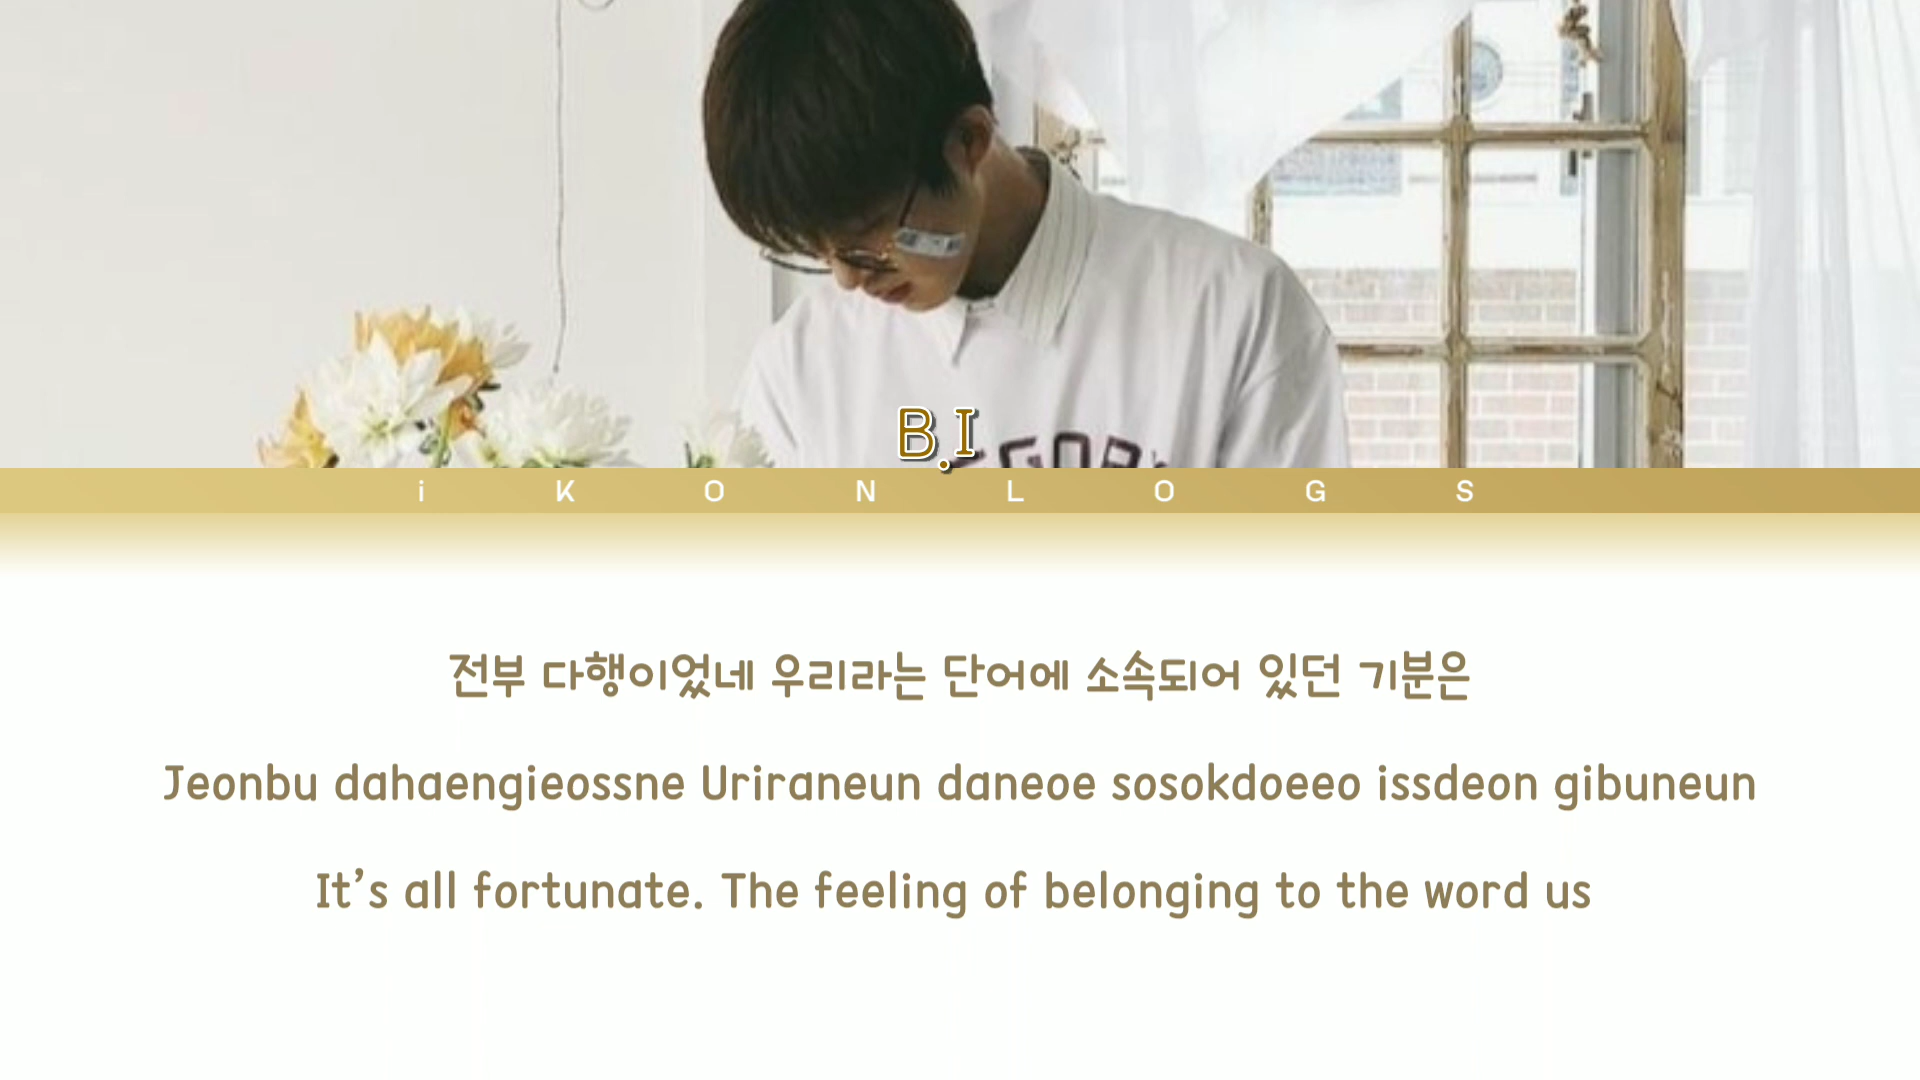 B.I
i K O N L O G S
전부 다행이었네 우리라는 단어에 소속되어 있던 기분은
Jeonbu dahaengieossne Uriraneun daneoe sosokdoeeo issdeon gibuneun
It’s all fortunate. The feeling of belonging to the word us